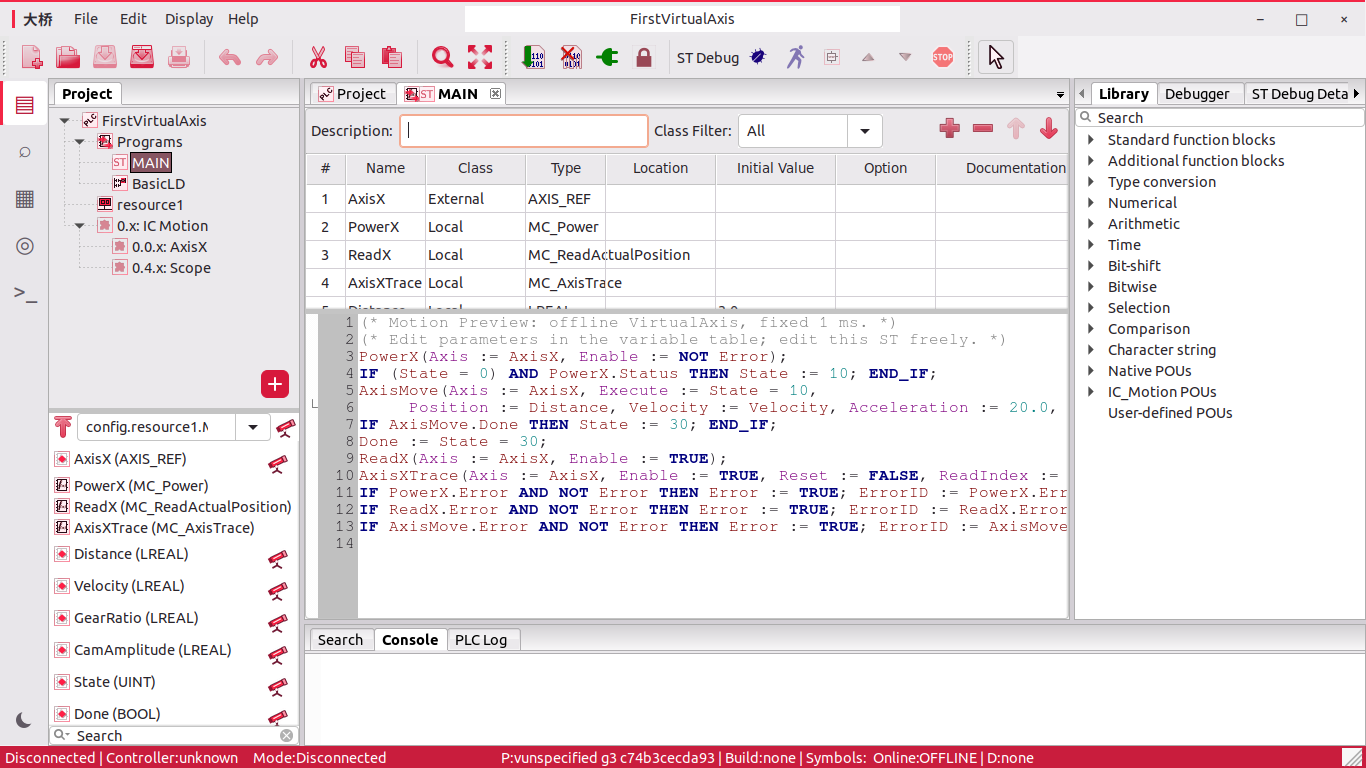 大桥 File Edit Display Help FirstVirtualAxis
ST Debug STOP
Project
FirstVirtualAxis
Programs
ST MAIN
BasicLD
resource1
0.x: IC Motion
0.0.x: AxisX
0.4.x: Scope
config.resource1.M
AxisX (AXIS_REF)
PowerX (MC_Power)
ReadX (MC_ReadActualPosition)
AxisXTrace (MC_AxisTrace)
Distance (LREAL)
Velocity (LREAL)
GearRatio (LREAL)
CamAmplitude (LREAL)
State (UINT)
Done (BOOL)
Search
Project ST MAIN
Description: Class Filter: All
# Name Class Type Location Initial Value Option Documentation
1 AxisX External AXIS_REF
2 PowerX Local MC_Power
3 ReadX Local MC_ReadActualPosition
4 AxisXTrace Local MC_AxisTrace
1 (* Motion Preview: offline VirtualAxis, fixed 1 ms. *)
2 (* Edit parameters in the variable table; edit this ST freely. *)
3 PowerX(Axis := AxisX, Enable := NOT Error);
4 IF (State = 0) AND PowerX.Status THEN State := 10; END_IF;
5 AxisMove(Axis := AxisX, Execute := State = 10,
6 Position := Distance, Velocity := Velocity, Acceleration := 20.0,
7 IF AxisMove.Done THEN State := 30; END_IF;
8 Done := State = 30;
9 ReadX(Axis := AxisX, Enable := TRUE);
10 AxisXTrace(Axis := AxisX, Enable := TRUE, Reset := FALSE, ReadIndex :=
11 IF PowerX.Error AND NOT Error THEN Error := TRUE; ErrorID := PowerX.Err
12 IF ReadX.Error AND NOT Error THEN Error := TRUE; ErrorID := ReadX.Error
13 IF AxisMove.Error AND NOT Error THEN Error := TRUE; ErrorID := AxisMove
14
Search Console PLC Log
Library Debugger ST Debug Deta
Search
Standard function blocks
Additional function blocks
Type conversion
Numerical
Arithmetic
Time
Bit-shift
Bitwise
Selection
Comparison
Character string
Native POUs
IC_Motion POUs
User-defined POUs
Disconnected | Controller:unknown Mode:Disconnected P:vunspecified g3 c74b3cecda93 | Build:none | Symbols: Online:OFFLINE | D:none